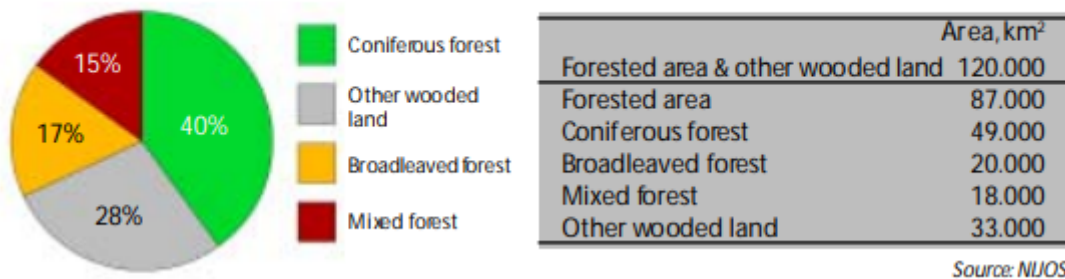 15%
40%
17%
28%
Coniferous forest
Other wooded
land
Broadleaved forest
Mixed forest
Area, km²
Forested area & other wooded land 120.000
Forested area 87.000
Coniferous forest 49.000
Broadleaved forest 20.000
Mixed forest 18.000
Other wooded land 33.000
Source: NIJOS